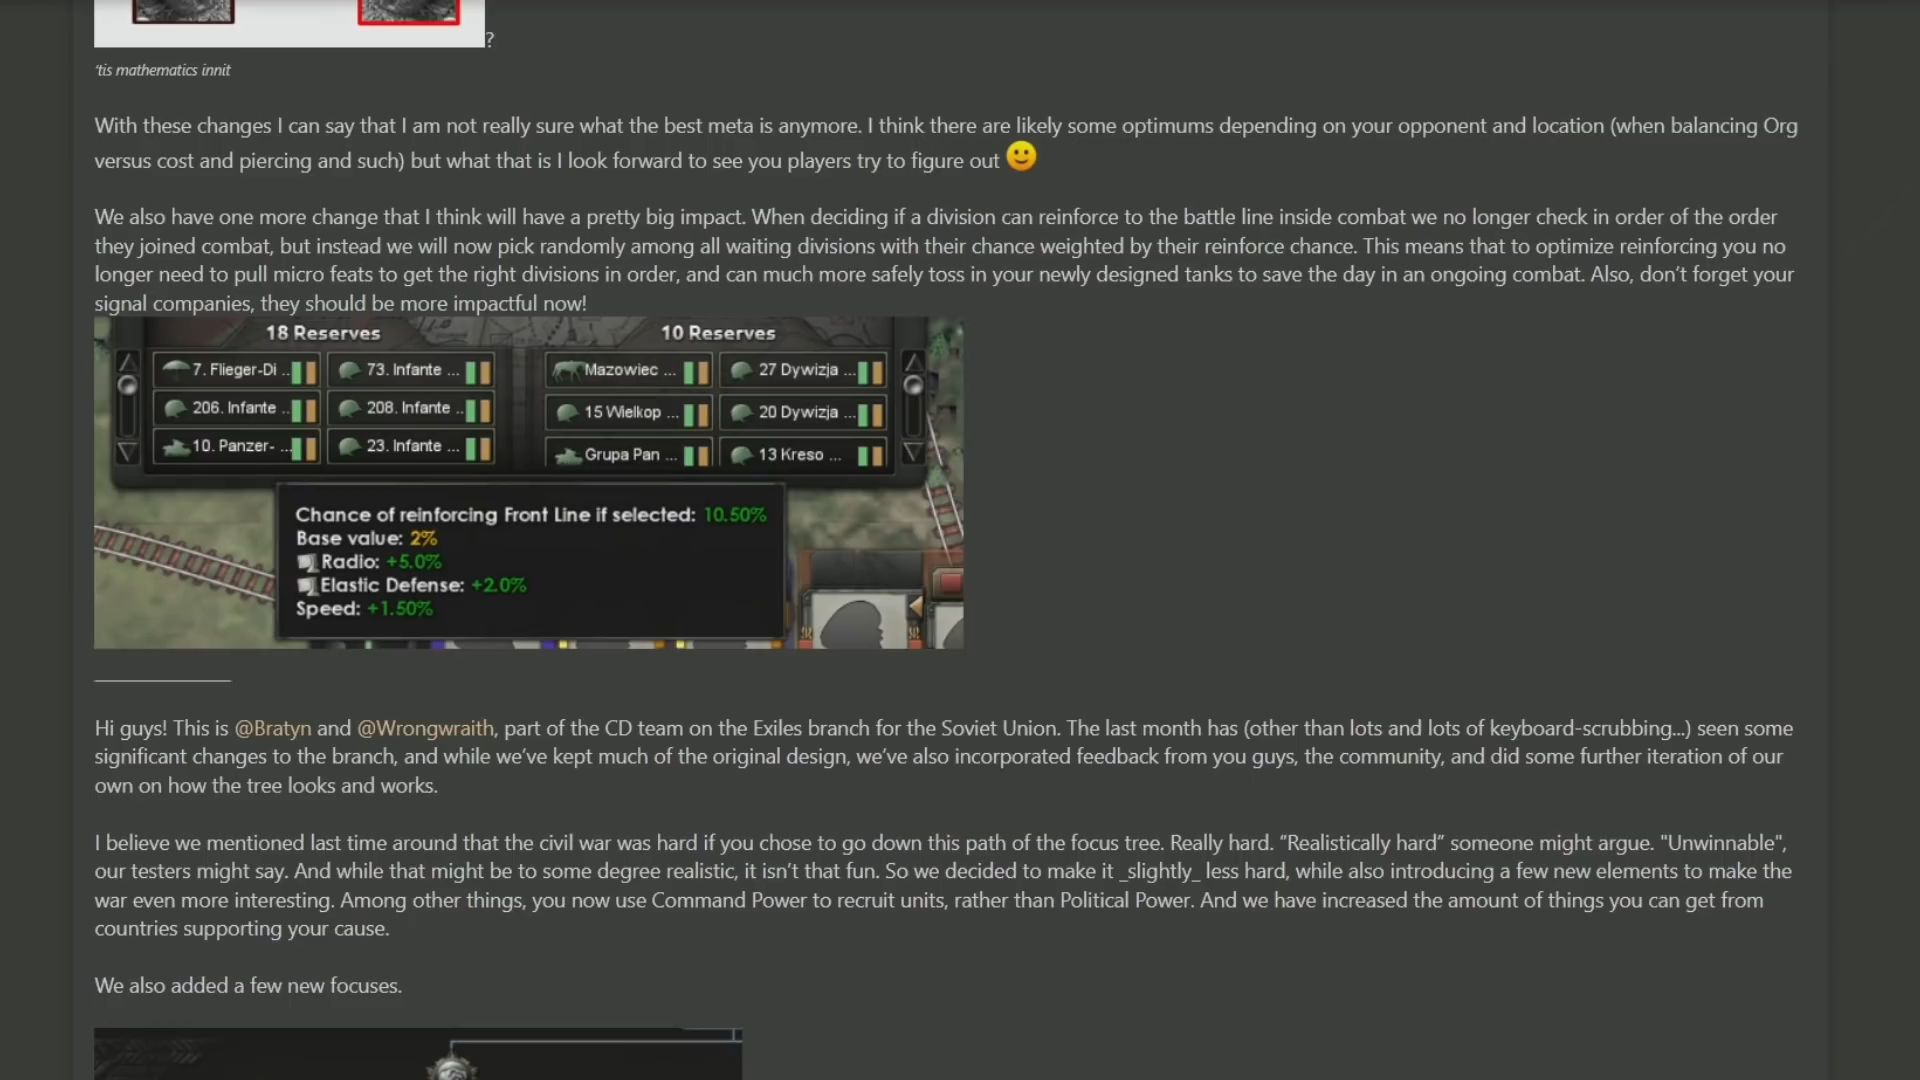 ?
'tis mathematics innit
With these changes I can say that I am not really sure what the best meta is anymore. I think there are likely some optimums depending on your opponent and location (when balancing Org
versus cost and piercing and such) but what that is I look forward to see you players try to figure out
We also have one more change that I think will have a pretty big impact. When deciding if a division can reinforce to the battle line inside combat we no longer check in order of the order
they joined combat, but instead we will now pick randomly among all waiting divisions with their chance weighted by their reinforce chance. This means that to optimize reinforcing you no
longer need to pull micro feats to get the right divisions in order, and can much more safely toss in your newly designed tanks to save the day in an ongoing combat. Also, don't forget your
signal companies, they should be more impactful now!
18 Reserves 10 Reserves
7. Flieger-Di .. 73. Infante ... Mazowiec ... 27 Dywizja ...
206. Infante .. 208. Infante .. 15 Wielkop ... 20 Dywizja ...
10. Panzer- ... 23. Infante ... Grupa Pan ... 13 Kreso ...
Chance of reinforcing Front Line if selected: 10.50%
Base value: 2%
Radio: +5.0%
Elastic Defense: +2.0%
Speed: +1.50%
Hi guys! This is @Bratyn and @Wrongwraith, part of the CD team on the Exiles branch for the Soviet Union. The last month has (other than lots and lots of keyboard-scrubbing...) seen some
significant changes to the branch, and while we've kept much of the original design, we've also incorporated feedback from you guys, the community, and did some further iteration of our
own on how the tree looks and works.
I believe we mentioned last time around that the civil war was hard if you chose to go down this path of the focus tree. Really hard. “Realistically hard” someone might argue. "Unwinnable",
our testers might say. And while that might be to some degree realistic, it isn't that fun. So we decided to make it _slightly_ less hard, while also introducing a few new elements to make the
war even more interesting. Among other things, you now use Command Power to recruit units, rather than Political Power. And we have increased the amount of things you can get from
countries supporting your cause.
We also added a few new focuses.